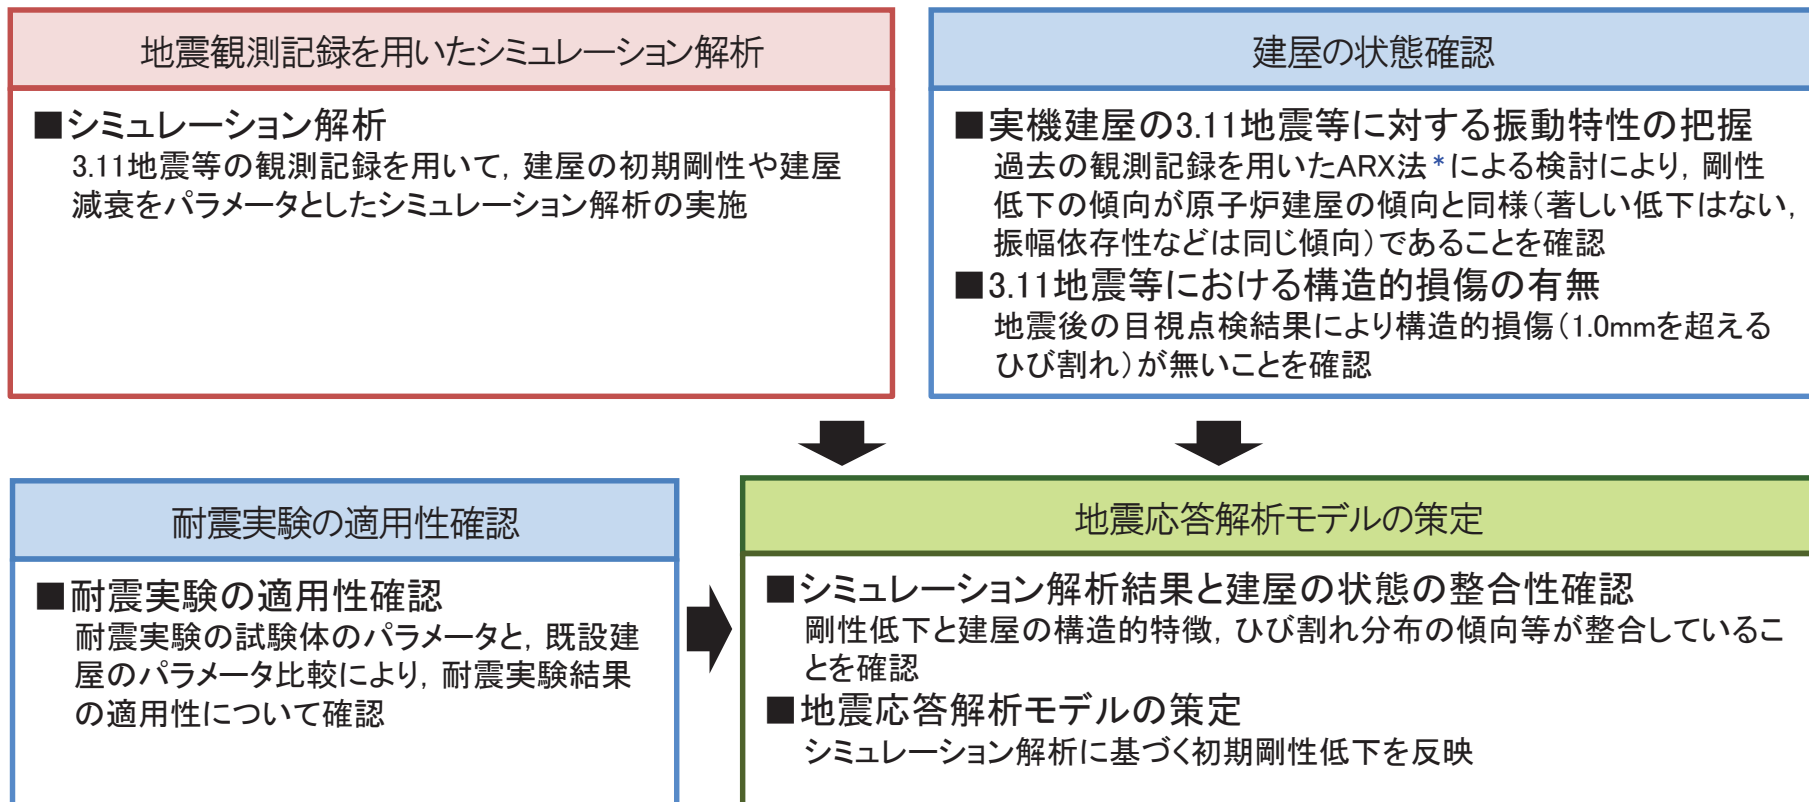 地震観測記録を用いたシミュレーション解析
■シミュレーション解析
3.11地震等の観測記録を用いて，建屋の初期剛性や建屋
減衰をパラメータとしたシミュレーション解析の実施
建屋の状態確認
■実機建屋の3.11地震等に対する振動特性の把握
過去の観測記録を用いたARX法*による検討により，剛性
低下の傾向が原子炉建屋の傾向と同様（著しい低下はない，
振幅依存性などは同じ傾向）であることを確認
■3.11地震等における構造的損傷の有無
地震後の目視点検結果により構造的損傷（1.0mmを超える
ひび割れ）が無いことを確認
耐震実験の適用性確認
■耐震実験の適用性確認
耐震実験の試験体のパラメータと，既設建
屋のパラメータ比較により，耐震実験結果
の適用性について確認
地震応答解析モデルの策定
■シミュレーション解析結果と建屋の状態の整合性確認
剛性低下と建屋の構造的特徴，ひび割れ分布の傾向等が整合しているこ
とを確認
■地震応答解析モデルの策定
シミュレーション解析に基づく初期剛性低下を反映